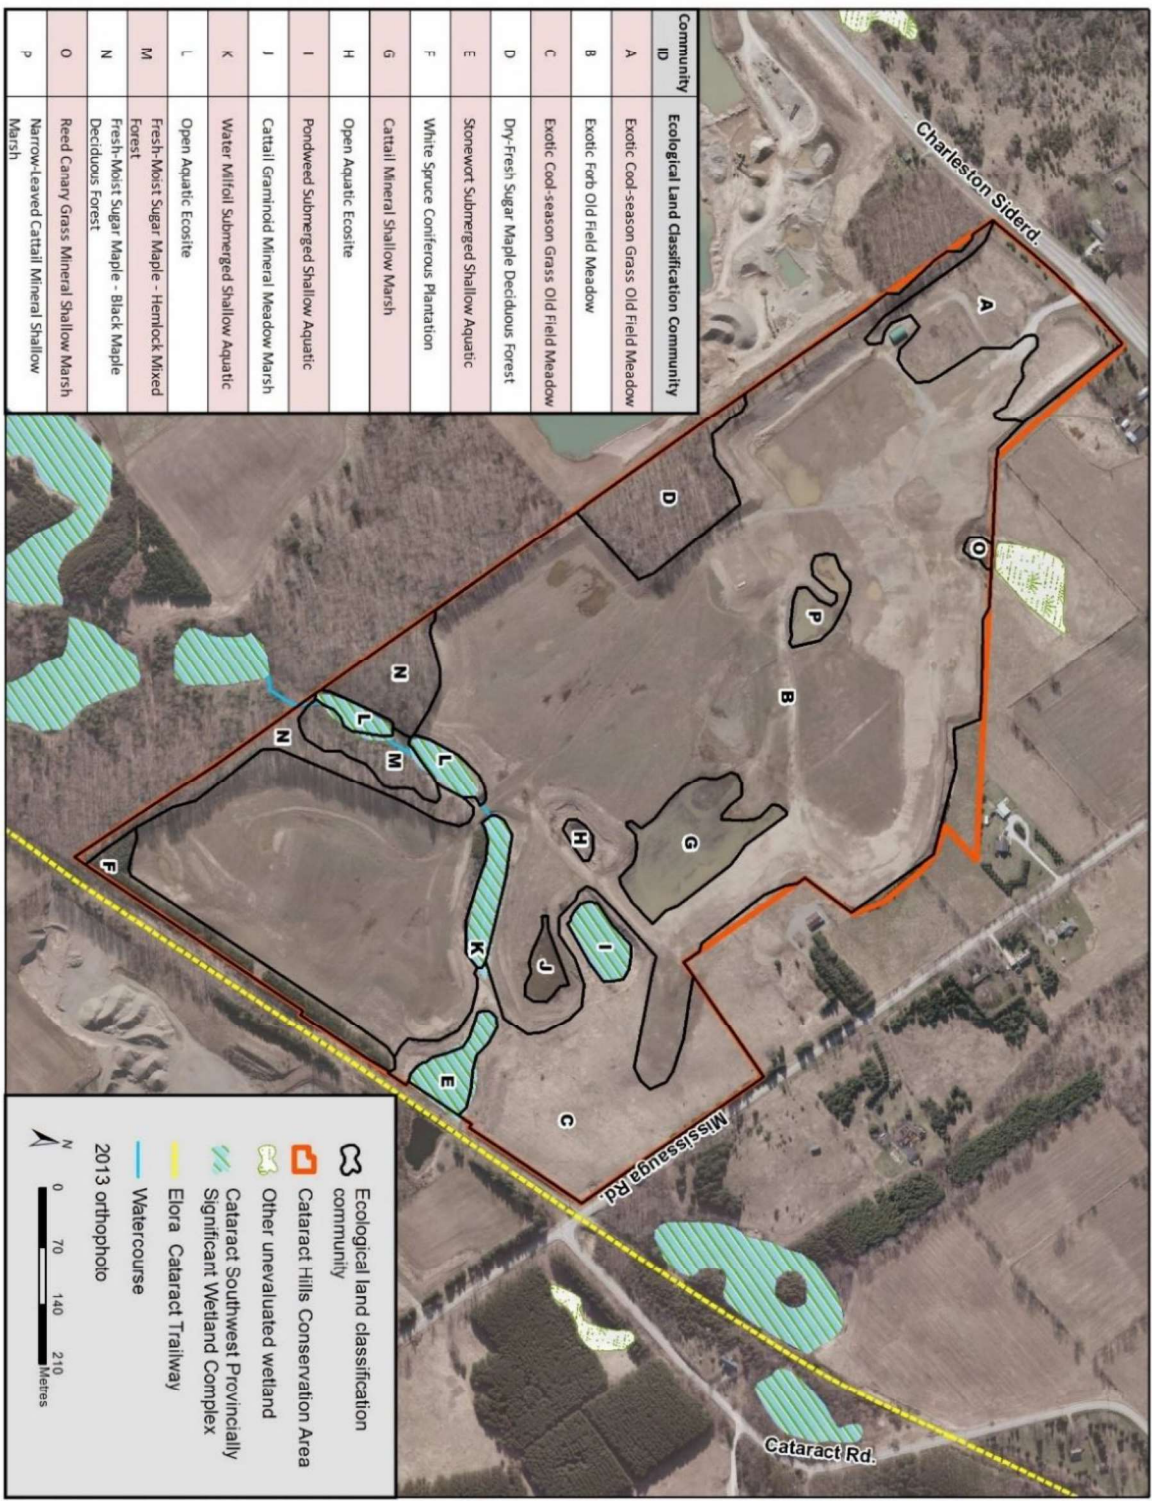 Community ID | Ecological Land Classification Community
A | Exotic Cool-season Grass Old Field Meadow
B | Exotic Forb Old Field Meadow
C | Exotic Cool-season Grass Old Field Meadow
D | Dry-Fresh Sugar Maple Deciduous Forest
E | Stonewort Submerged Shallow Aquatic
F | White Spruce Coniferous Plantation
G | Cattail Mineral Shallow Marsh
H | Open Aquatic Ecosite
I | Pondweed Submerged Shallow Aquatic
J | Cattail Graminoid Mineral Meadow Marsh
K | Water Milfoil Submerged Shallow Aquatic
L | Open Aquatic Ecosite
M | Fresh-Moist Sugar Maple - Hemlock Mixed
Forest
N | Fresh-Moist Sugar Maple - Black Maple
Deciduous Forest
O | Reed Canary Grass Mineral Shallow Marsh
P | Narrow-Leaved Cattail Mineral Shallow
Marsh
Charleston Siderd.
A
O
D
P
B
N
L
N
M
L
G
H
I
K
J
F
E
C
Mississauga Rd.
Cataract Rd.
Ecological land classification
community
Cataract Hills Conservation Area
Other unevaluated wetland
Cataract Southwest Provincially
Significant Wetland Complex
Elora Cataract Trailway
Watercourse
2013 orthophoto
N
0 70 140 210
Metres